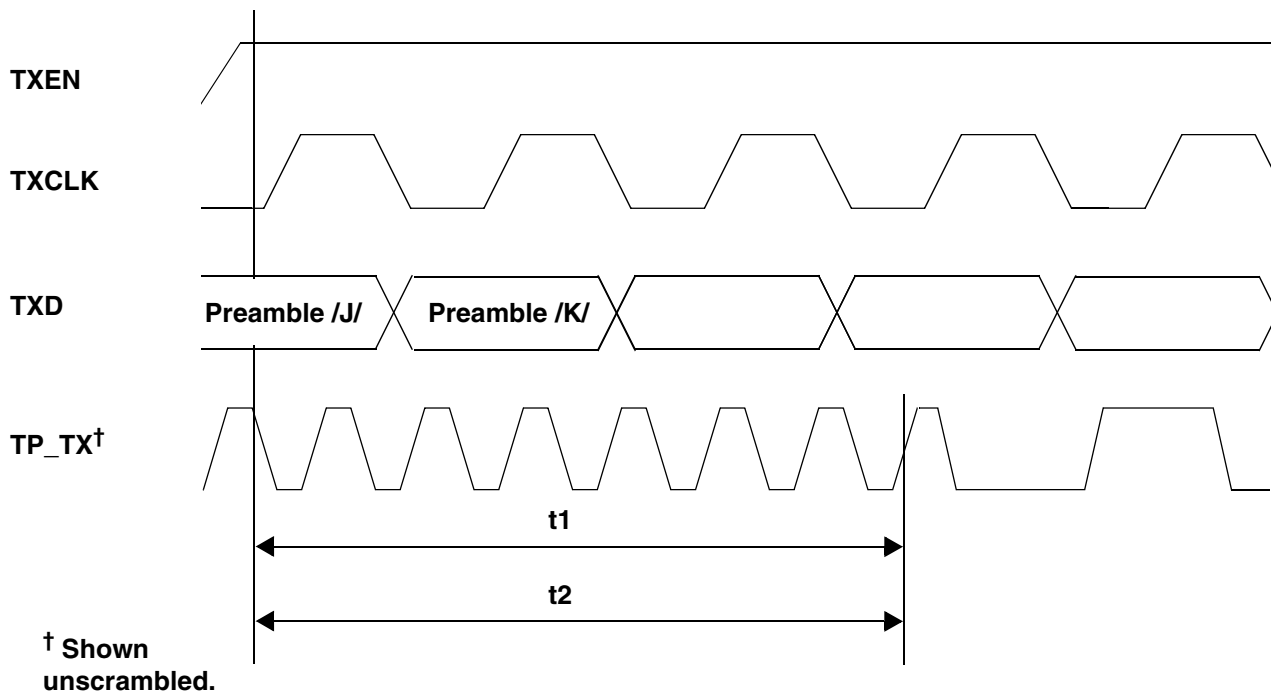 TXEN
TXCLK
TXD
Preamble /J/ Preamble /K/
TP_TX†
t1
t2
† Shown
unscrambled.